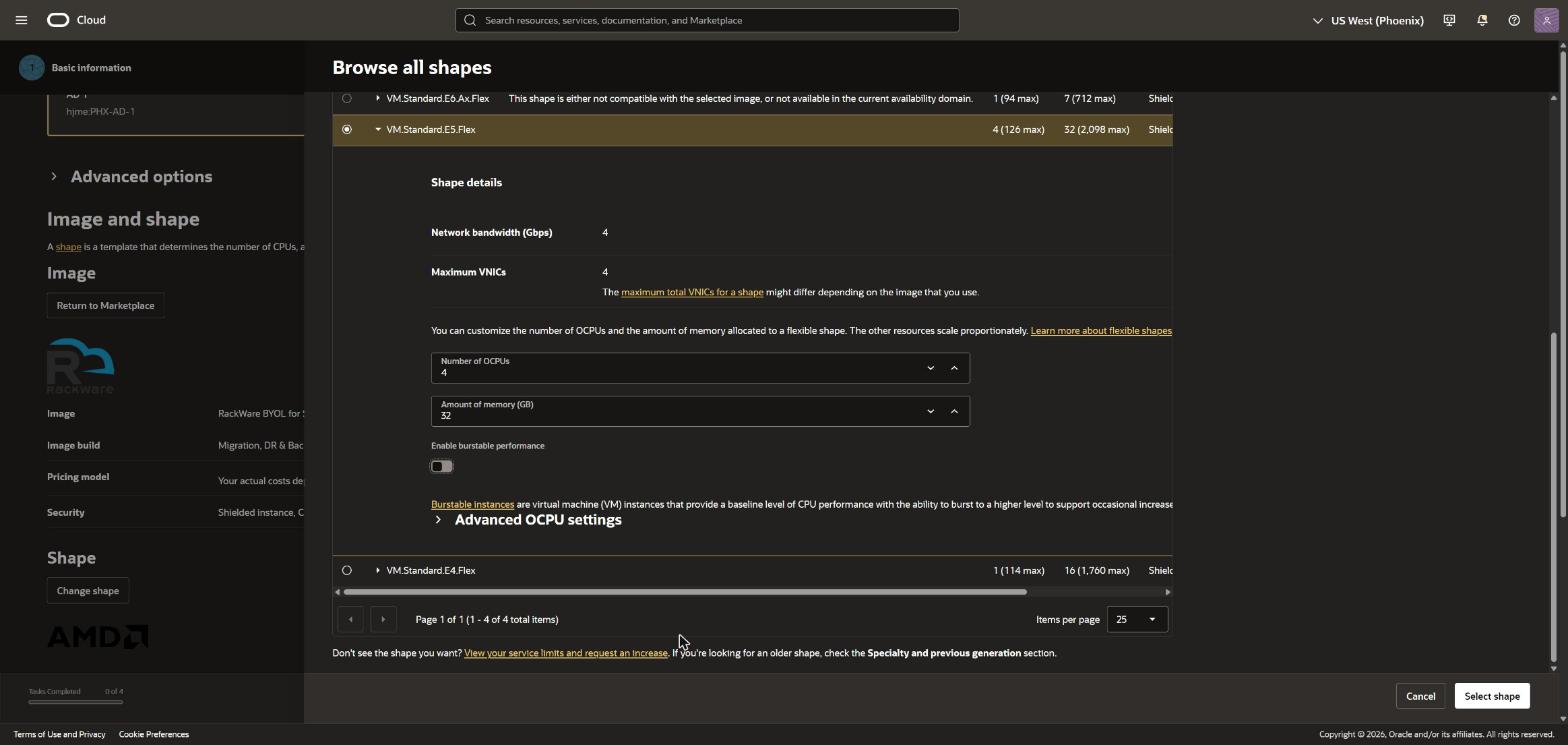 Cloud
Search resources, services, documentation, and Marketplace
US West (Phoenix)
1 Basic information
AD-1
hjme:PHX-AD-1
Advanced options
Image and shape
A shape is a template that determines the number of CPUs, a
Image
Return to Marketplace
RACKWARE
Image RackWare BYOL for
Image build Migration, DR & Bac
Pricing model Your actual costs de
Security Shielded instance, C
Shape
Change shape
AMD
Tasks Completed 0 of 4
Browse all shapes
VM.Standard.E6.Ax.Flex This shape is either not compatible with the selected image, or not available in the current availability domain. 1 (94 max) 7 (712 max) Shield
VM.Standard.E5.Flex 4 (126 max) 32 (2,098 max) Shield
Shape details
Network bandwidth (Gbps) 4
Maximum VNICs 4
The maximum total VNICs for a shape might differ depending on the image that you use.
You can customize the number of OCPUs and the amount of memory allocated to a flexible shape. The other resources scale proportionately. Learn more about flexible shapes
Number of OCPUs
4
Amount of memory (GB)
32
Enable burstable performance
Burstable instances are virtual machine (VM) instances that provide a baseline level of CPU performance with the ability to burst to a higher level to support occasional increase
Advanced OCPU settings
VM.Standard.E4.Flex 1 (114 max) 16 (1,760 max) Shield
Page 1 of 1 (1 - 4 of 4 total items) Items per page 25
Don't see the shape you want? View your service limits and request an increase. If you're looking for an older shape, check the Specialty and previous generation section.
Cancel Select shape
Terms of Use and Privacy Cookie Preferences Copyright © 2026, Oracle and/or its affiliates. All rights reserved.